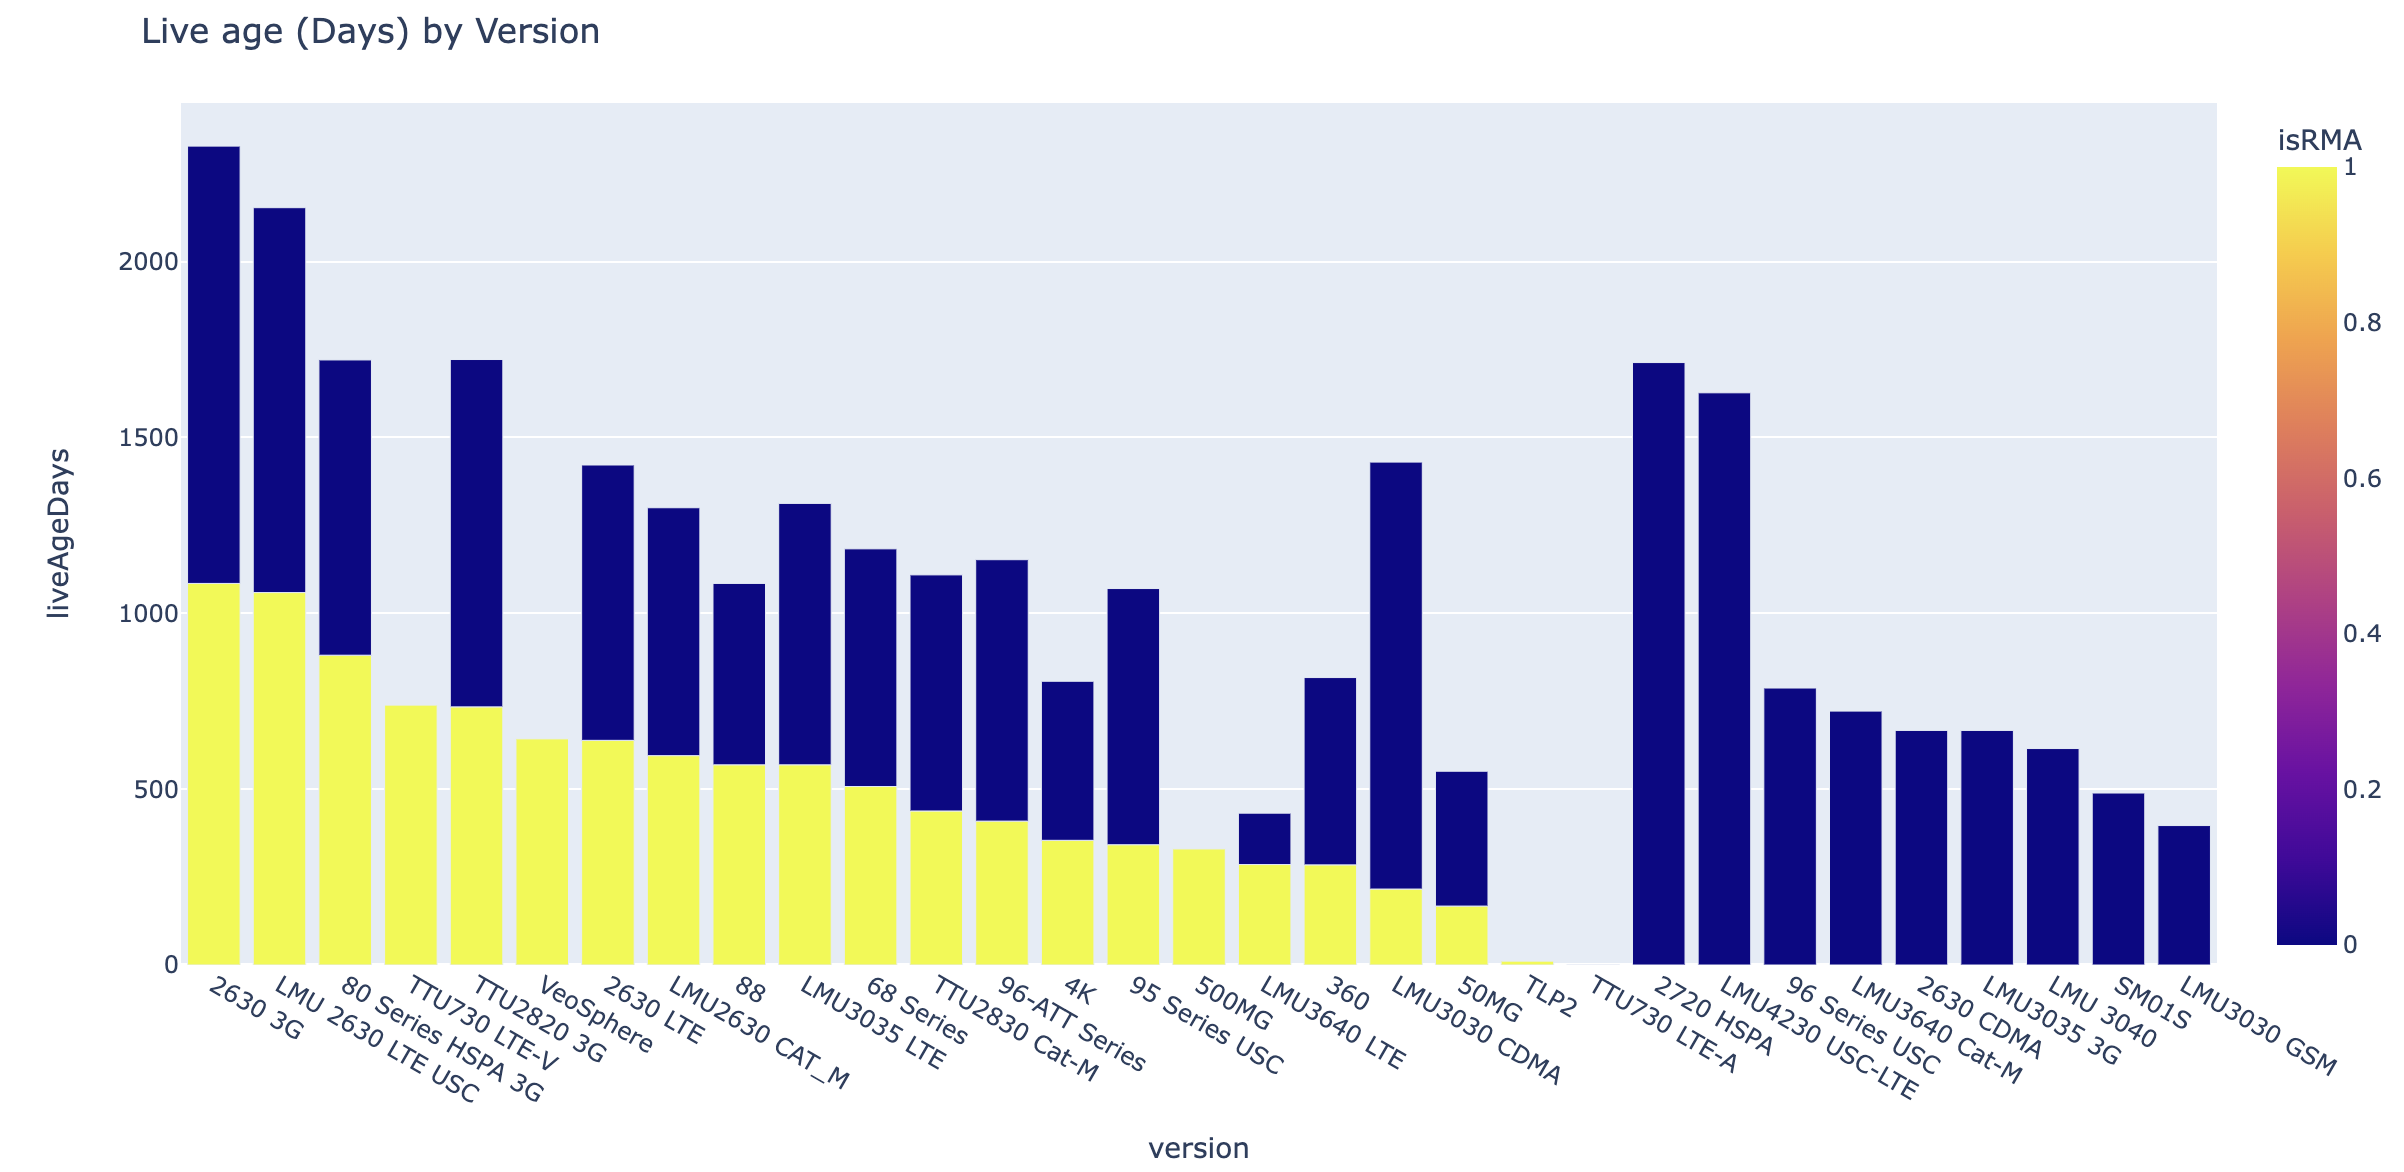 Live age (Days) by Version
isRMA
1
0.8
0.6
0.4
0.2
0
liveAgeDays
2000
1500
1000
500
0
2630 3G
LMU 2630 LTE USC
80 Series HSPA 3G
TTU730 LTE-V
TTU2820 3G
VeoSphere
2630 LTE
LMU2630 CAT_M
88
LMU3035 LTE
68 Series
TTU2830 Cat-M
96-ATT Series
4K
95 Series USC
500MG
LMU3640 LTE
360
LMU3030 CDMA
50MG
TLP2
TTU730 LTE-A
2720 HSPA
LMU4230 USC-LTE
96 Series USC
LMU3640 Cat-M
2630 CDMA
LMU3035 3G
LMU 3040
SM01S
LMU3030 GSM
version